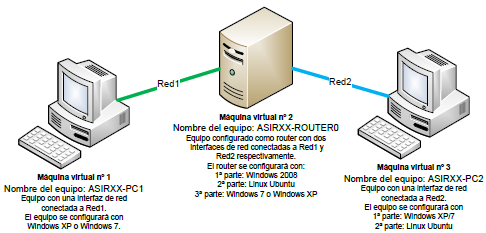 Red1
Red2
Máquina virtual nº 2
Nombre del equipo: ASIRXX-ROUTER0
Equipo configurado como router con dos
interfaces de red conectadas a Red1 y
Red2 respectivamente.
El router se configurará con:
1ª parte: Windows 2008
2ª parte: Linux Ubuntu
3ª parte: Windows 7 o Windows XP
Máquina virtual nº 1
Nombre del equipo: ASIRXX-PC1
Equipo con una interfaz de red
conectada a Red1.
El equipo se configurará con
Windows XP o Windows 7.
Máquina virtual nº 3
Nombre del equipo: ASIRXX-PC2
Equipo con una interfaz de red
conectada a Red2.
El equipo se configurará con
1ª parte: Windows XP/7
2ª parte: Linux Ubuntu